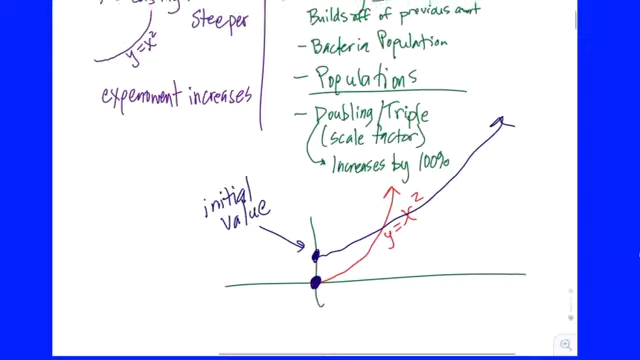 Steeper
y=x²
experonent increases
Builds off of previous amt
- Bacteria Population
- Populations
- Doubling/Triple
(scale factor)
→ Increases by 100%
initial
value
y=x²